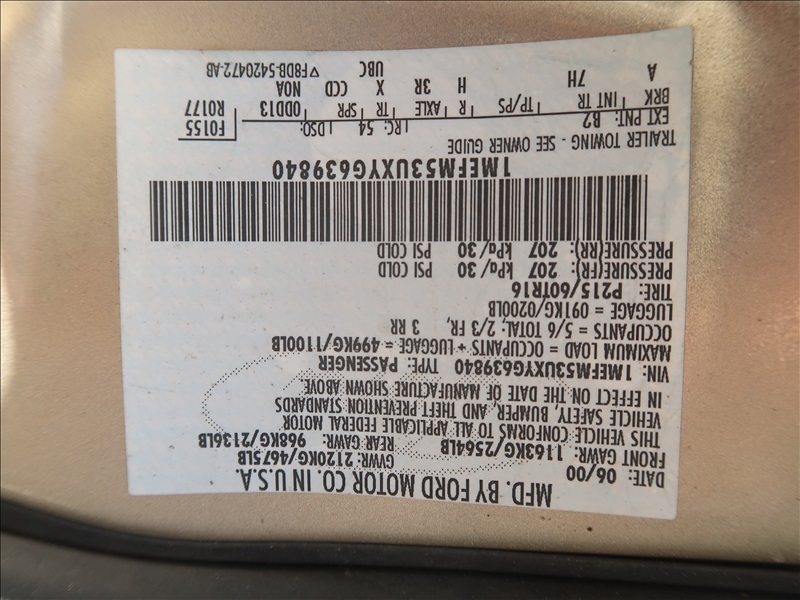 MFD. BY FORD MOTOR CO. IN U.S.A.
DATE: 06/00 GVWR: 2120KG/4675LB
FRONT GAWR: 1163KG/2564LB REAR GAWR: 968KG/2136LB
THIS VEHICLE CONFORMS TO ALL APPLICABLE FEDERAL MOTOR
VEHICLE SAFETY, BUMPER, AND THEFT PREVENTION STANDARDS
IN EFFECT ON THE DATE OF MANUFACTURE SHOWN ABOVE
VIN: 1MEFM53UXYG639840 TYPE: PASSENGER
MAXIMUM LOAD = OCCUPANTS + LUGGAGE = 499KG/1100LB
OCCUPANTS = 5/6 TOTAL: 2/3 FR, 3 RR
LUGGAGE = 091KG/0200LB
TIRE: P215/60TR16
PRESSURE(FR): 207 kPa/30 PSI COLD
PRESSURE(RR): 207 kPa/30 PSI COLD
1MEFM53UXYG639840
TRAILER TOWING - SEE OWNER GUIDE
EXT PNT: B2 RC: 54 DSO: F0155
BRK INT TR TP/PS R AXLE TR SPR 0DD13 R0177
A 7H H 3R X CCD NOA
UBC ▽F8DB-5420472-AB